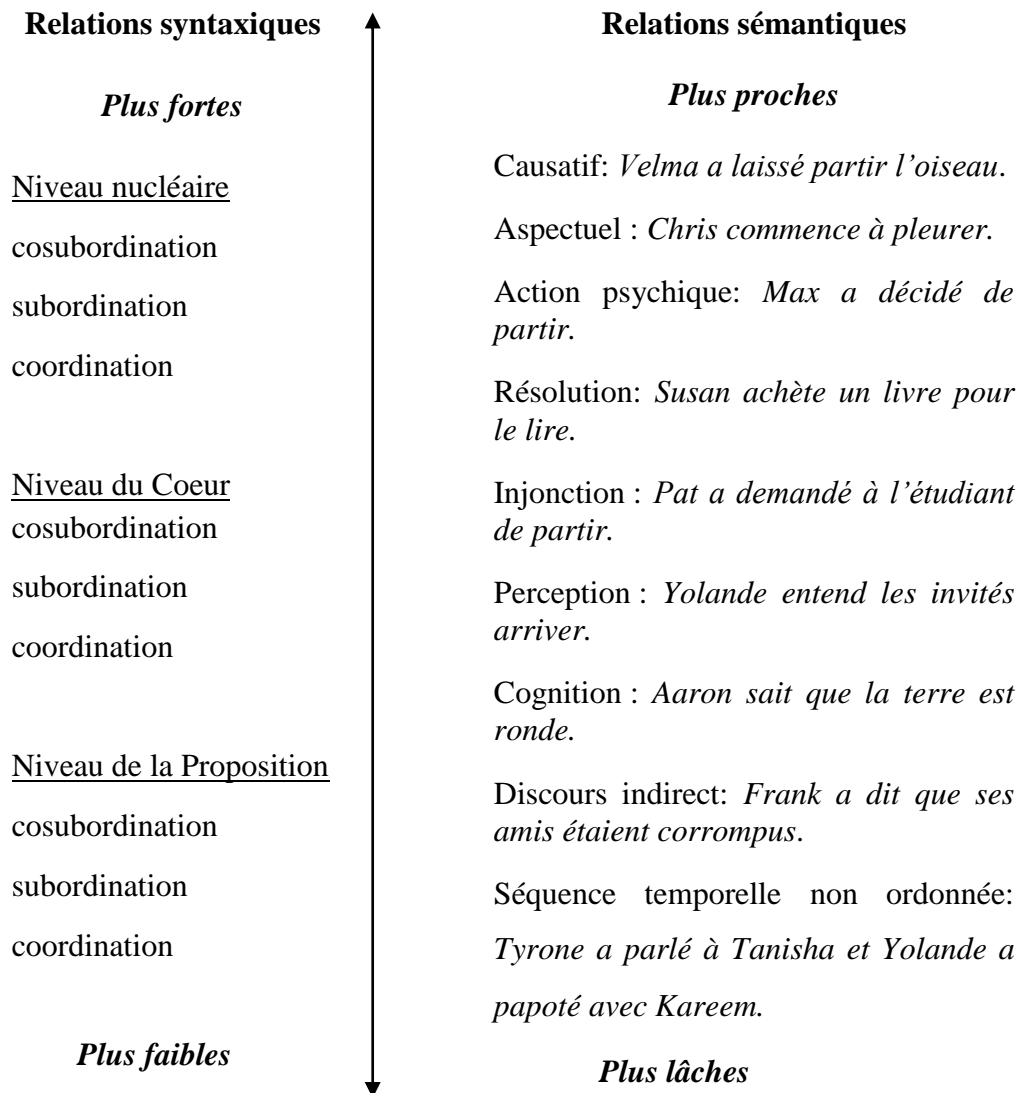 Relations syntaxiques
Plus fortes
Niveau nucléaire
cosubordination
subordination
coordination
Niveau du Coeur
cosubordination
subordination
coordination
Niveau de la Proposition
cosubordination
subordination
coordination
Plus faibles
Relations sémantiques
Plus proches
Causatif: Velma a laissé partir l’oiseau.
Aspectuel : Chris commence à pleurer.
Action psychique: Max a décidé de
partir.
Résolution: Susan achète un livre pour
le lire.
Injonction : Pat a demandé à l’étudiant
de partir.
Perception : Yolande entend les invités
arriver.
Cognition : Aaron sait que la terre est
ronde.
Discours indirect: Frank a dit que ses
amis étaient corrompus.
Séquence temporelle non ordonnée:
Tyrone a parlé à Tanisha et Yolande a
papoté avec Kareem.
Plus lâches